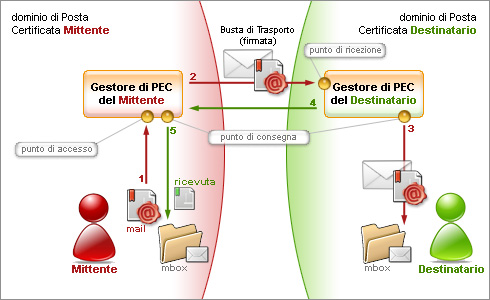 dominio di Posta
Certificata Mittente
Busta di Trasporto
(firmata)
dominio di Posta
Certificata Destinatario
2
punto di ricezione
Gestore di PEC
del Mittente
Gestore di PEC
del Destinatario
4
5
3
punto di consegna
punto di accesso
1
ricevuta
mail
mbox
mbox
Mittente
Destinatario